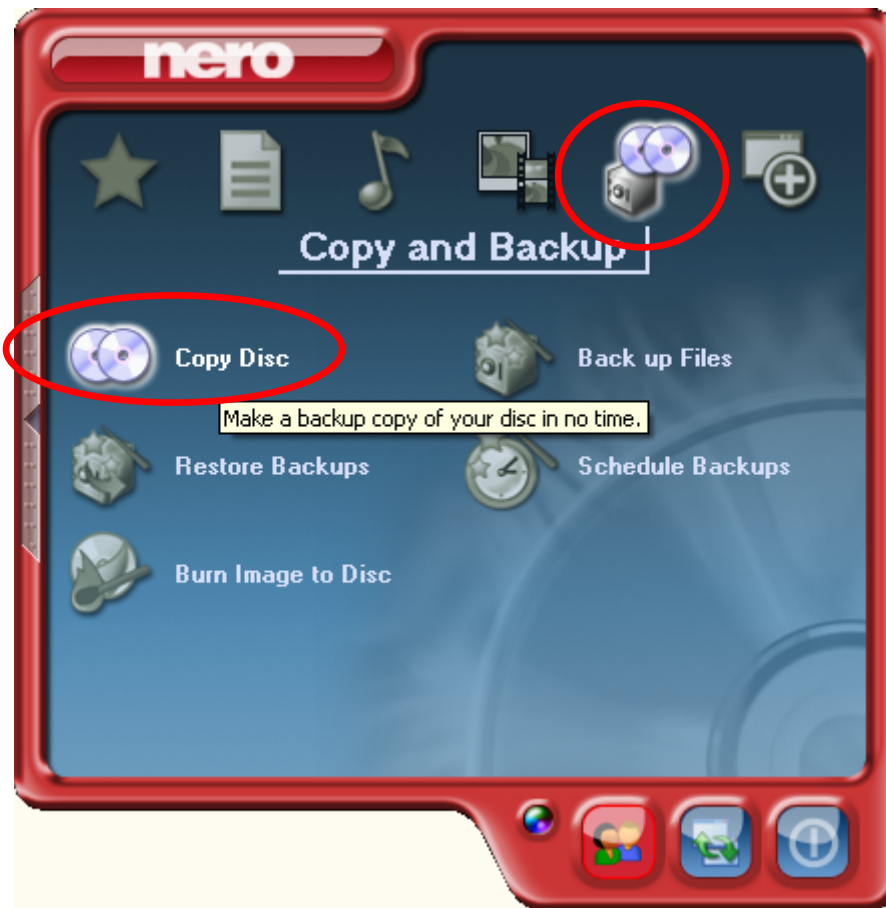 nero
Copy and Backup
Copy Disc
Back up Files
Make a backup copy of your disc in no time.
Restore Backups
Schedule Backups
Burn Image to Disc